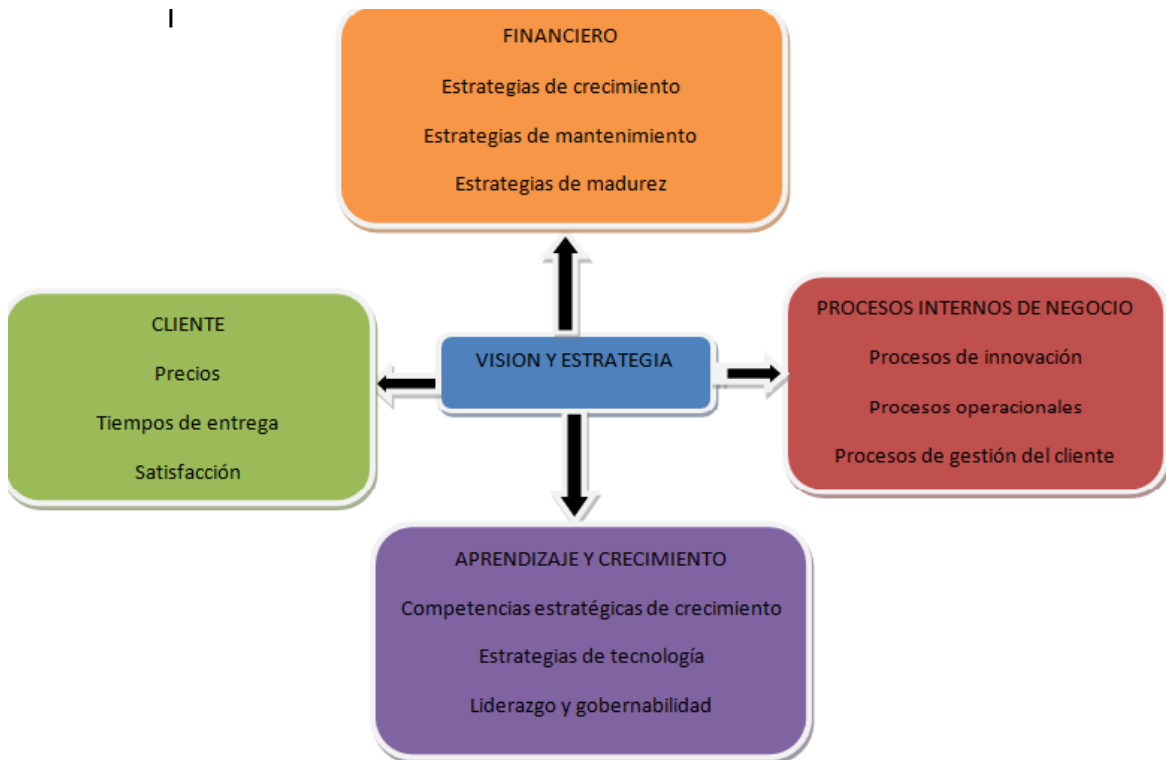 FINANCIERO
Estrategias de crecimiento
Estrategias de mantenimiento
Estrategias de madurez
CLIENTE
Precios
Tiempos de entrega
Satisfacción
VISION Y ESTRATEGIA
PROCESOS INTERNOS DE NEGOCIO
Procesos de innovación
Procesos operacionales
Procesos de gestión del cliente
APRENDIZAJE Y CRECIMIENTO
Competencias estratégicas de crecimiento
Estrategias de tecnología
Liderazgo y gobernabilidad